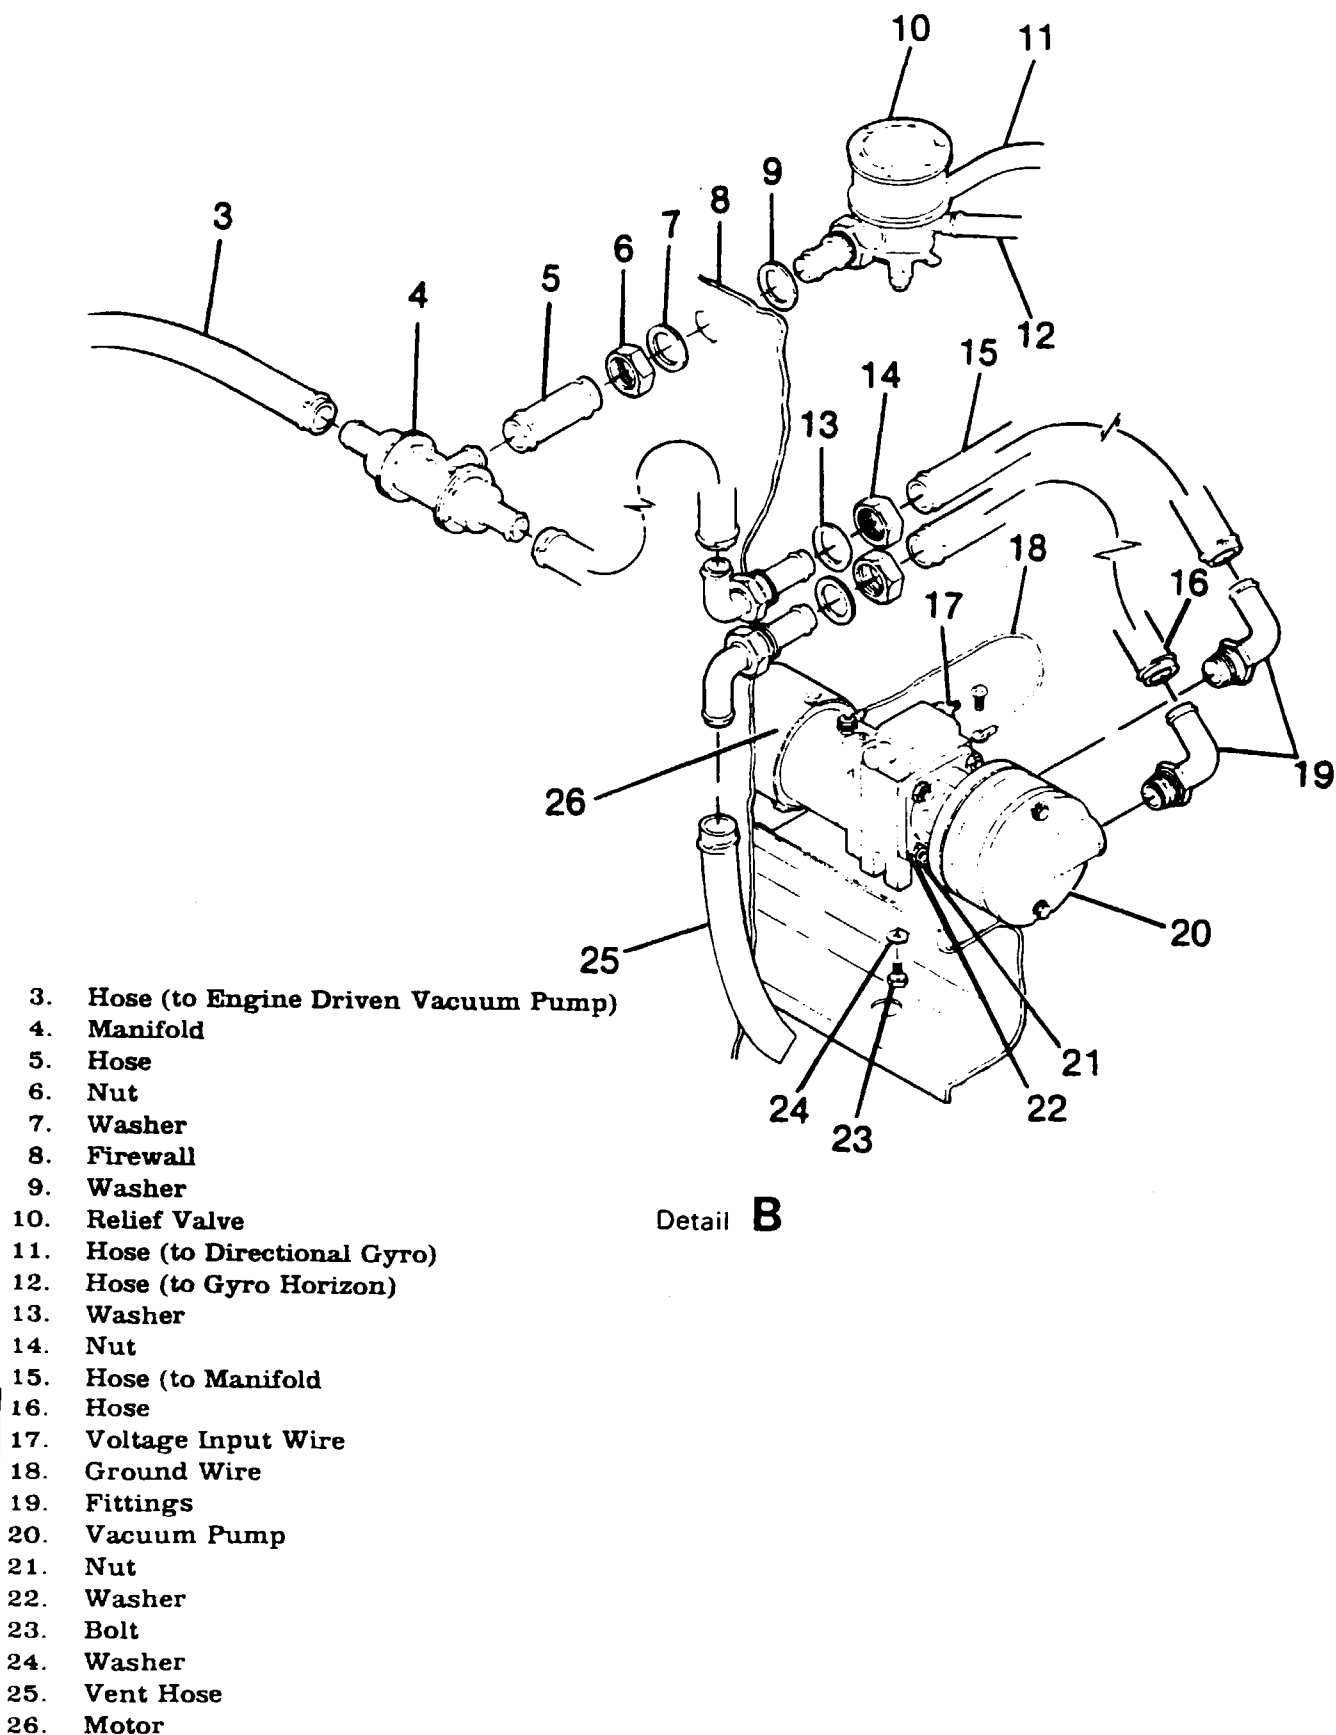 10
11
9
8
7
3
6
5
4
12
15
14
13
18
16
17
19
26
20
25
21
24
22
23
3. Hose (to Engine Driven Vacuum Pump)
4. Manifold
5. Hose
6. Nut
7. Washer
8. Firewall
9. Washer
10. Relief Valve
Detail B
11. Hose (to Directional Gyro)
12. Hose (to Gyro Horizon)
13. Washer
14. Nut
15. Hose (to Manifold
16. Hose
17. Voltage Input Wire
18. Ground Wire
19. Fittings
20. Vacuum Pump
21. Nut
22. Washer
23. Bolt
24. Washer
25. Vent Hose
26. Motor